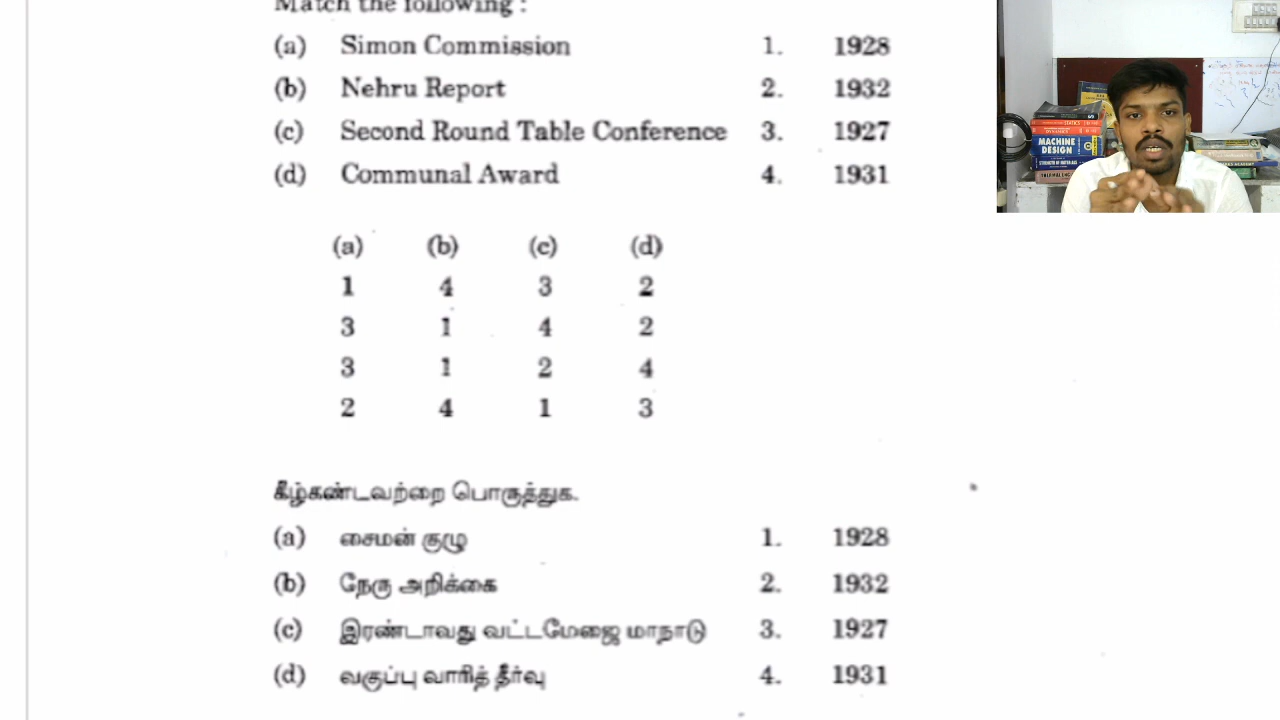 Match the following :
(a) Simon Commission 1. 1928
(b) Nehru Report 2. 1932
(c) Second Round Table Conference 3. 1927
(d) Communal Award 4. 1931
(a) (b) (c) (d)
1 4 3 2
3 1 4 2
3 1 2 4
2 4 1 3
கீழ்கண்டவற்றை பொருத்துக.
(a) சைமன் குழு 1. 1928
(b) நேரு அறிக்கை 2. 1932
(c) இரண்டாவது வட்டமேஜை மாநாடு 3. 1927
(d) வகுப்பு வாரித் தீர்வு 4. 1931
MACHINE
DESIGN